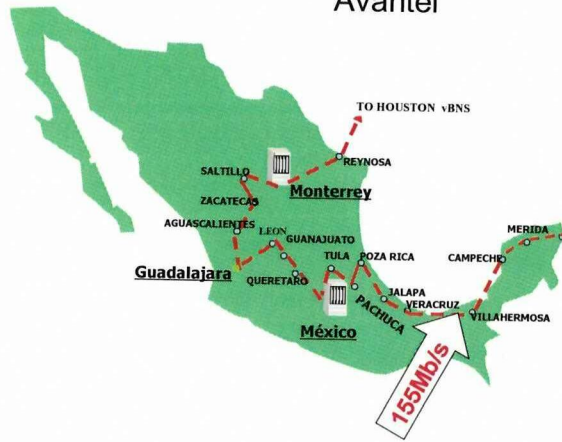 Avantel
TO HOUSTON vBNS
REYNOSA
SALTILLO
Monterrey
ZACATECAS
AGUASCALIENTES
LEON
GUANAJUATO
Guadalajara
QUERETARO
TULA
POZA RICA
PACHUCA
México
JALAPA
VERACRUZ
VILLAHERMOSA
CAMPECHE
MERIDA
155Mb/s